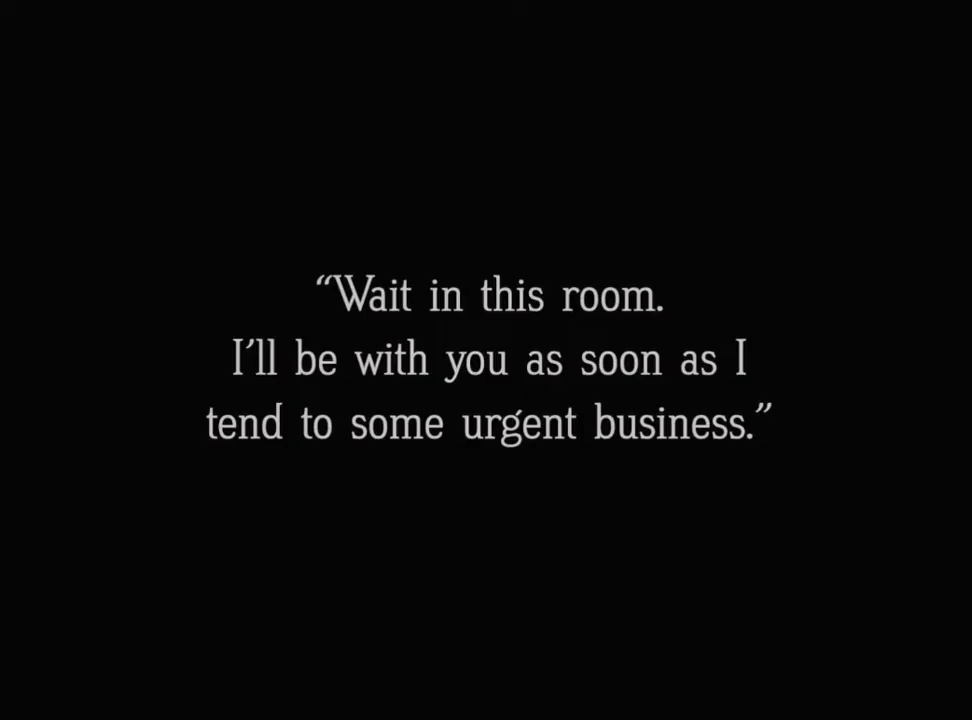 “Wait in this room.
I’ll be with you as soon as I
tend to some urgent business.”